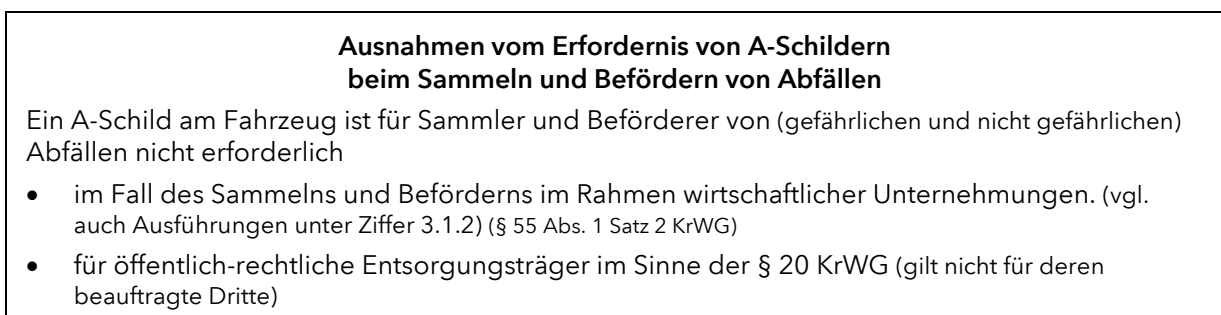 Ausnahmen vom Erfordernis von A-Schildern
beim Sammeln und Befördern von Abfällen
Ein A-Schild am Fahrzeug ist für Sammler und Beförderer von (gefährlichen und nicht gefährlichen)
Abfällen nicht erforderlich
• im Fall des Sammelns und Beförderns im Rahmen wirtschaftlicher Unternehmungen. (vgl.
auch Ausführungen unter Ziffer 3.1.2) (§ 55 Abs. 1 Satz 2 KrWG)
• für öffentlich-rechtliche Entsorgungsträger im Sinne der § 20 KrWG (gilt nicht für deren
beauftragte Dritte)